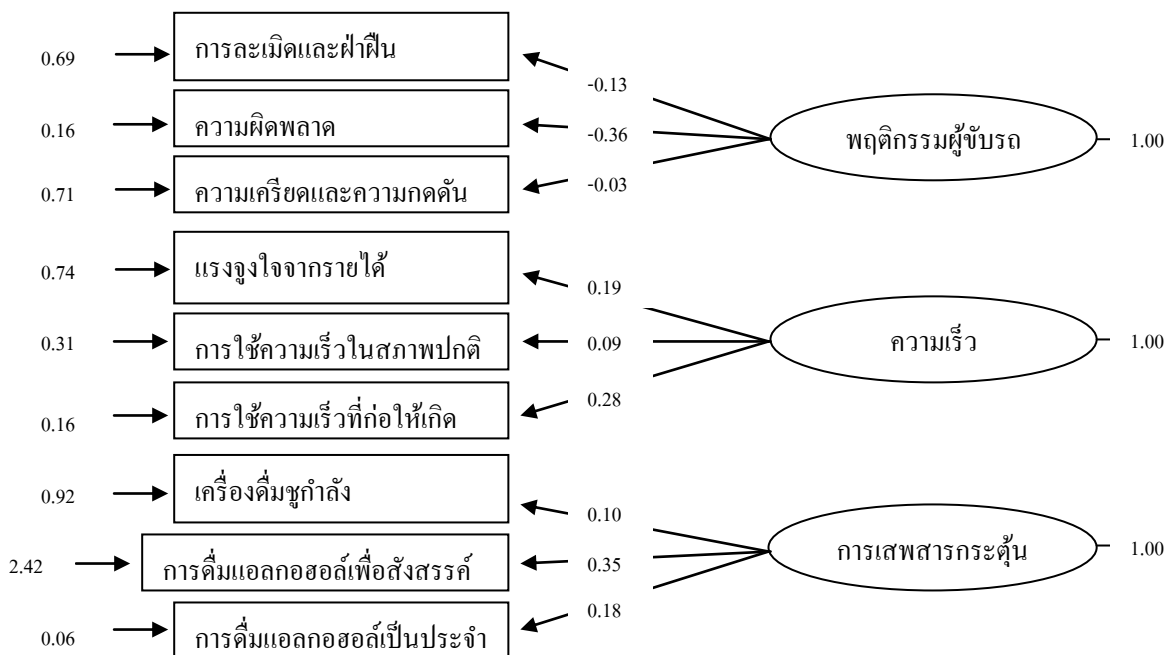 0.69
การละเมิดและฝ่าฝืน
-0.13
0.16
ความผิดพลาด
-0.36
พฤติกรรมผู้ขับรถ
1.00
0.71
ความเครียดและความกดดัน
-0.03
0.74
แรงจูงใจจากรายได้
0.19
0.31
การใช้ความเร็วในสภาพปกติ
0.09
ความเร็ว
1.00
0.16
การใช้ความเร็วที่ก่อให้เกิด
0.28
0.92
เครื่องดื่มชูกำลัง
0.10
2.42
การดื่มแอลกอฮอล์เพื่อสังสรรค์
0.35
การเสพสารกระตุ้น
1.00
0.06
การดื่มแอลกอฮอล์เป็นประจำ
0.18